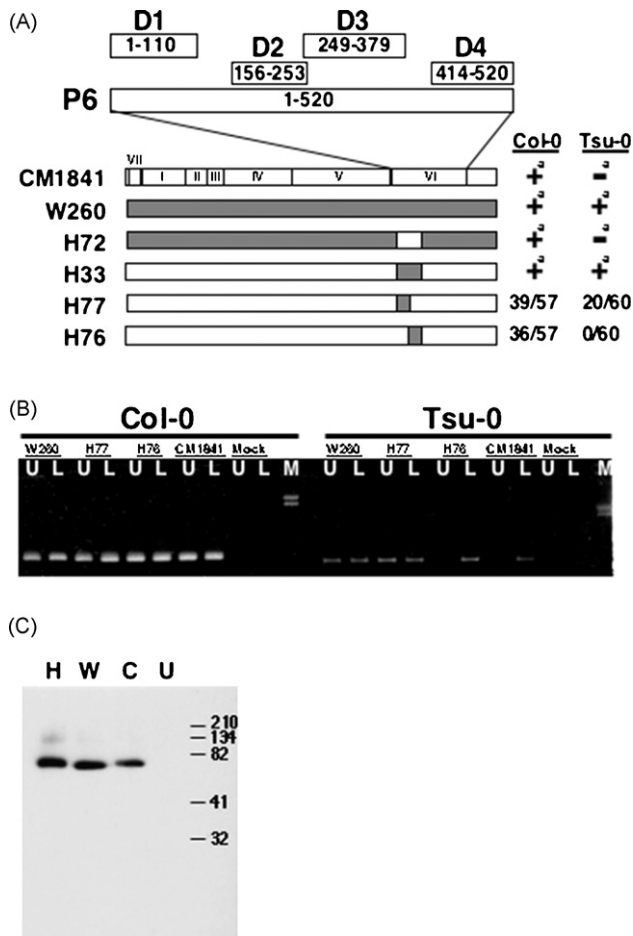 (A)
D1 D3
1-110 249-379
D2 D4
156-253 414-520
P6 1-520
Col-0 Tsu-0
VII
CM1841 I II III IV V VI +a -a
W260 +a +a
H72 +a -a
H33 +a +a
H77 39/57 20/60
H76 36/57 0/60
(B)
Col-0 Tsu-0
W260 H77 H76 CM1841 Mock W260 H77 H76 CM1841 Mock
U L U L U L U L U L M U L U L U L U L U L M
(C)
H W C U
210
134
82
41
32